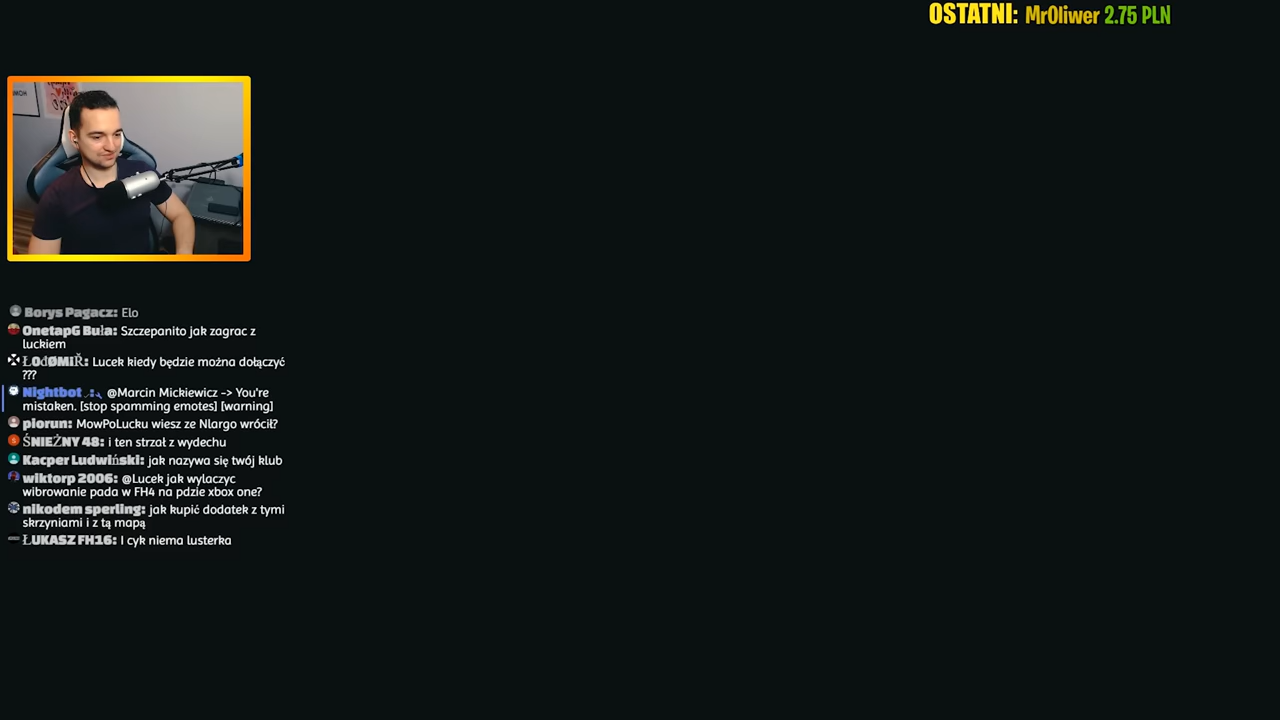 OSTATNI: MrOliwer 2.75 PLN
Borys Pagacz: Elo
OnetapG Buła: Szczepanito jak zagrac z
luckiem
ŁOđØMIŘ: Lucek kiedy będzie można dołączyć
???
Nightbot @Marcin Mickiewicz -> You're
mistaken. [stop spamming emotes] [warning]
piorun: MowPoLucku wiesz ze Nlargo wrócił?
ŚNIEŻNY 48: i ten strzał z wydechu
Kacper Ludwiński: jak nazywa się twój klub
wiktorp 2006: @Lucek jak wylaczyc
wibrowanie pada w FH4 na pdzie xbox one?
nikodem sperling: jak kupić dodatek z tymi
skrzyniami i z tą mapą
ŁUKASZ FH16: I cyk niema lusterka